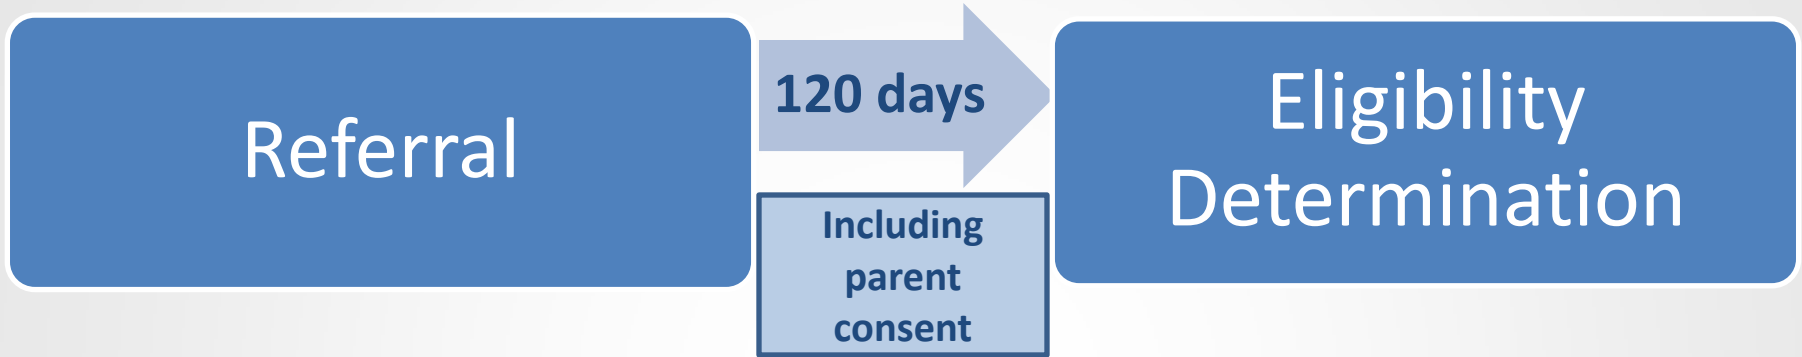 Referral
120 days
Including
parent
consent
Eligibility
Determination